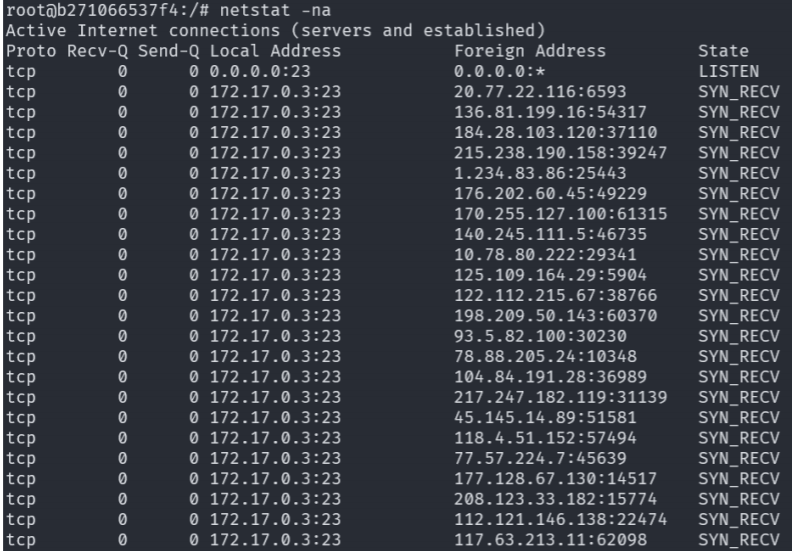 root@b271066537f4:/# netstat -na
Active Internet connections (servers and established)
Proto Recv-Q Send-Q Local Address           Foreign Address         State
tcp        0      0 0.0.0.0:23              0.0.0.0:*               LISTEN
tcp        0      0 172.17.0.3:23           20.77.22.116:6593       SYN_RECV
tcp        0      0 172.17.0.3:23           136.81.199.16:54317     SYN_RECV
tcp        0      0 172.17.0.3:23           184.28.103.120:37110    SYN_RECV
tcp        0      0 172.17.0.3:23           215.238.190.158:39247   SYN_RECV
tcp        0      0 172.17.0.3:23           1.234.83.86:25443       SYN_RECV
tcp        0      0 172.17.0.3:23           176.202.60.45:49229     SYN_RECV
tcp        0      0 172.17.0.3:23           170.255.127.100:61315   SYN_RECV
tcp        0      0 172.17.0.3:23           140.245.111.5:46735     SYN_RECV
tcp        0      0 172.17.0.3:23           10.78.80.222:29341      SYN_RECV
tcp        0      0 172.17.0.3:23           125.109.164.29:5904     SYN_RECV
tcp        0      0 172.17.0.3:23           122.112.215.67:38766    SYN_RECV
tcp        0      0 172.17.0.3:23           198.209.50.143:60370    SYN_RECV
tcp        0      0 172.17.0.3:23           93.5.82.100:30230       SYN_RECV
tcp        0      0 172.17.0.3:23           78.88.205.24:10348      SYN_RECV
tcp        0      0 172.17.0.3:23           104.84.191.28:36989     SYN_RECV
tcp        0      0 172.17.0.3:23           217.247.182.119:31139   SYN_RECV
tcp        0      0 172.17.0.3:23           45.145.14.89:51581      SYN_RECV
tcp        0      0 172.17.0.3:23           118.4.51.152:57494      SYN_RECV
tcp        0      0 172.17.0.3:23           77.57.224.7:45639       SYN_RECV
tcp        0      0 172.17.0.3:23           177.128.67.130:14517    SYN_RECV
tcp        0      0 172.17.0.3:23           208.123.33.182:15774    SYN_RECV
tcp        0      0 172.17.0.3:23           112.121.146.138:22474   SYN_RECV
tcp        0      0 172.17.0.3:23           117.63.213.11:62098     SYN_RECV